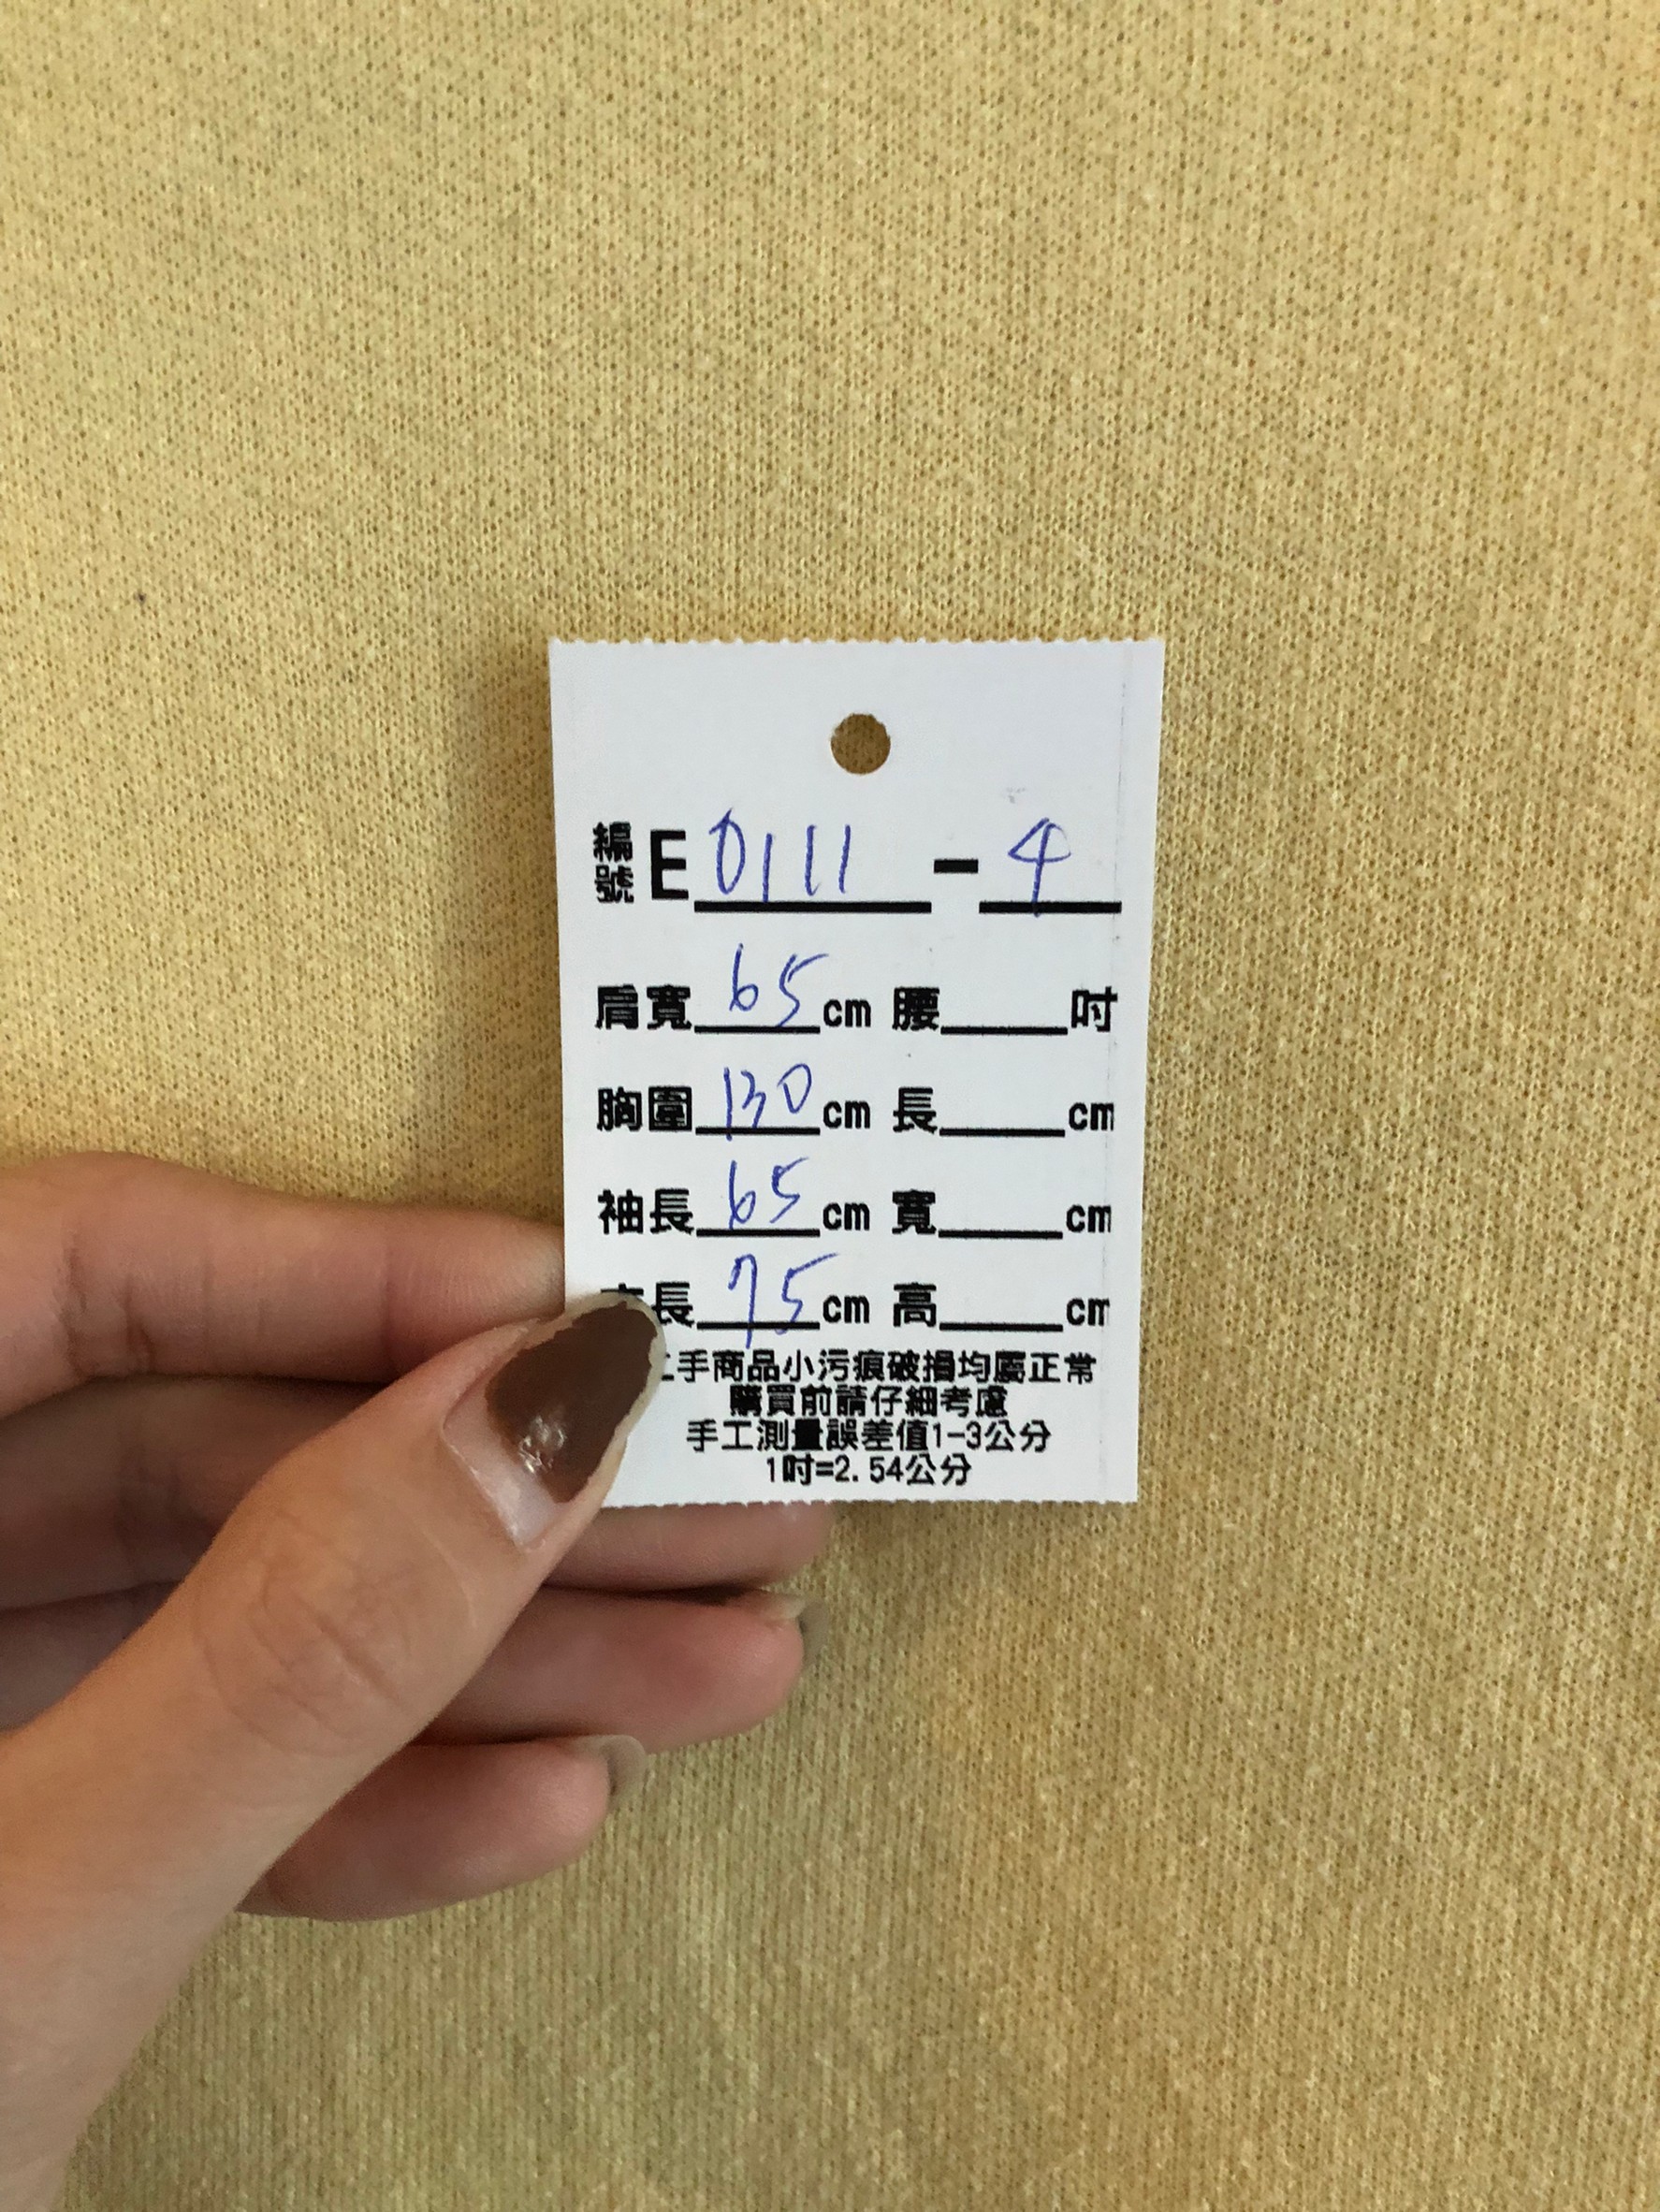 編號 E 0111 - 4
肩寬 65 cm 腰 吋
胸圍 130 cm 長 cm
袖長 65 cm 寬 cm
長 75 cm 高 cm
手商品小污痕破損均屬正常
購買前請仔細考慮
手工測量誤差值1-3公分
1吋=2.54公分